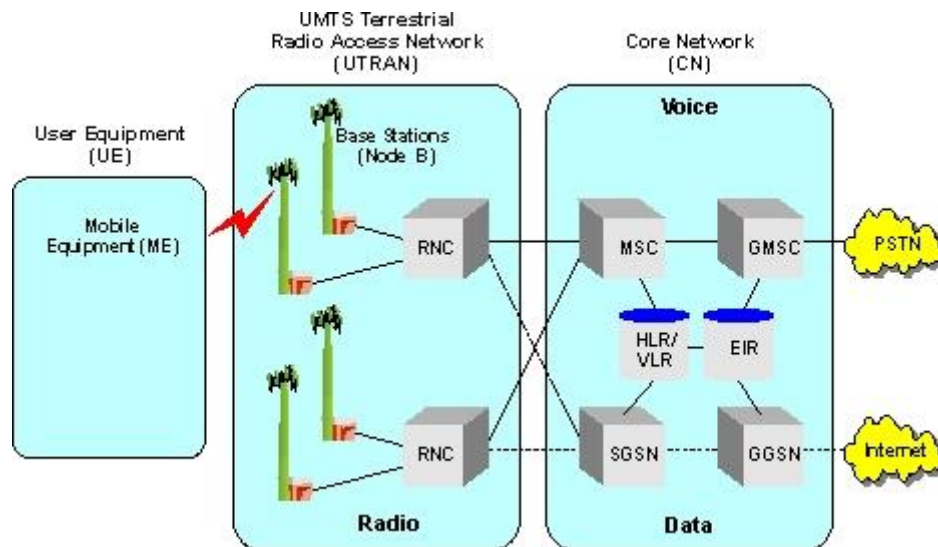 UMTS Terrestrial
Radio Access Network
(UTRAN)
Core Network
(CN)
User Equipment
(UE)
Mobile
Equipment (ME)
Base Stations
(Node B)
Voice
RNC
MSC
GMSC
PSTN
HLR/
VLR
EIR
RNC
SGSN
GGSN
Internet
Radio
Data